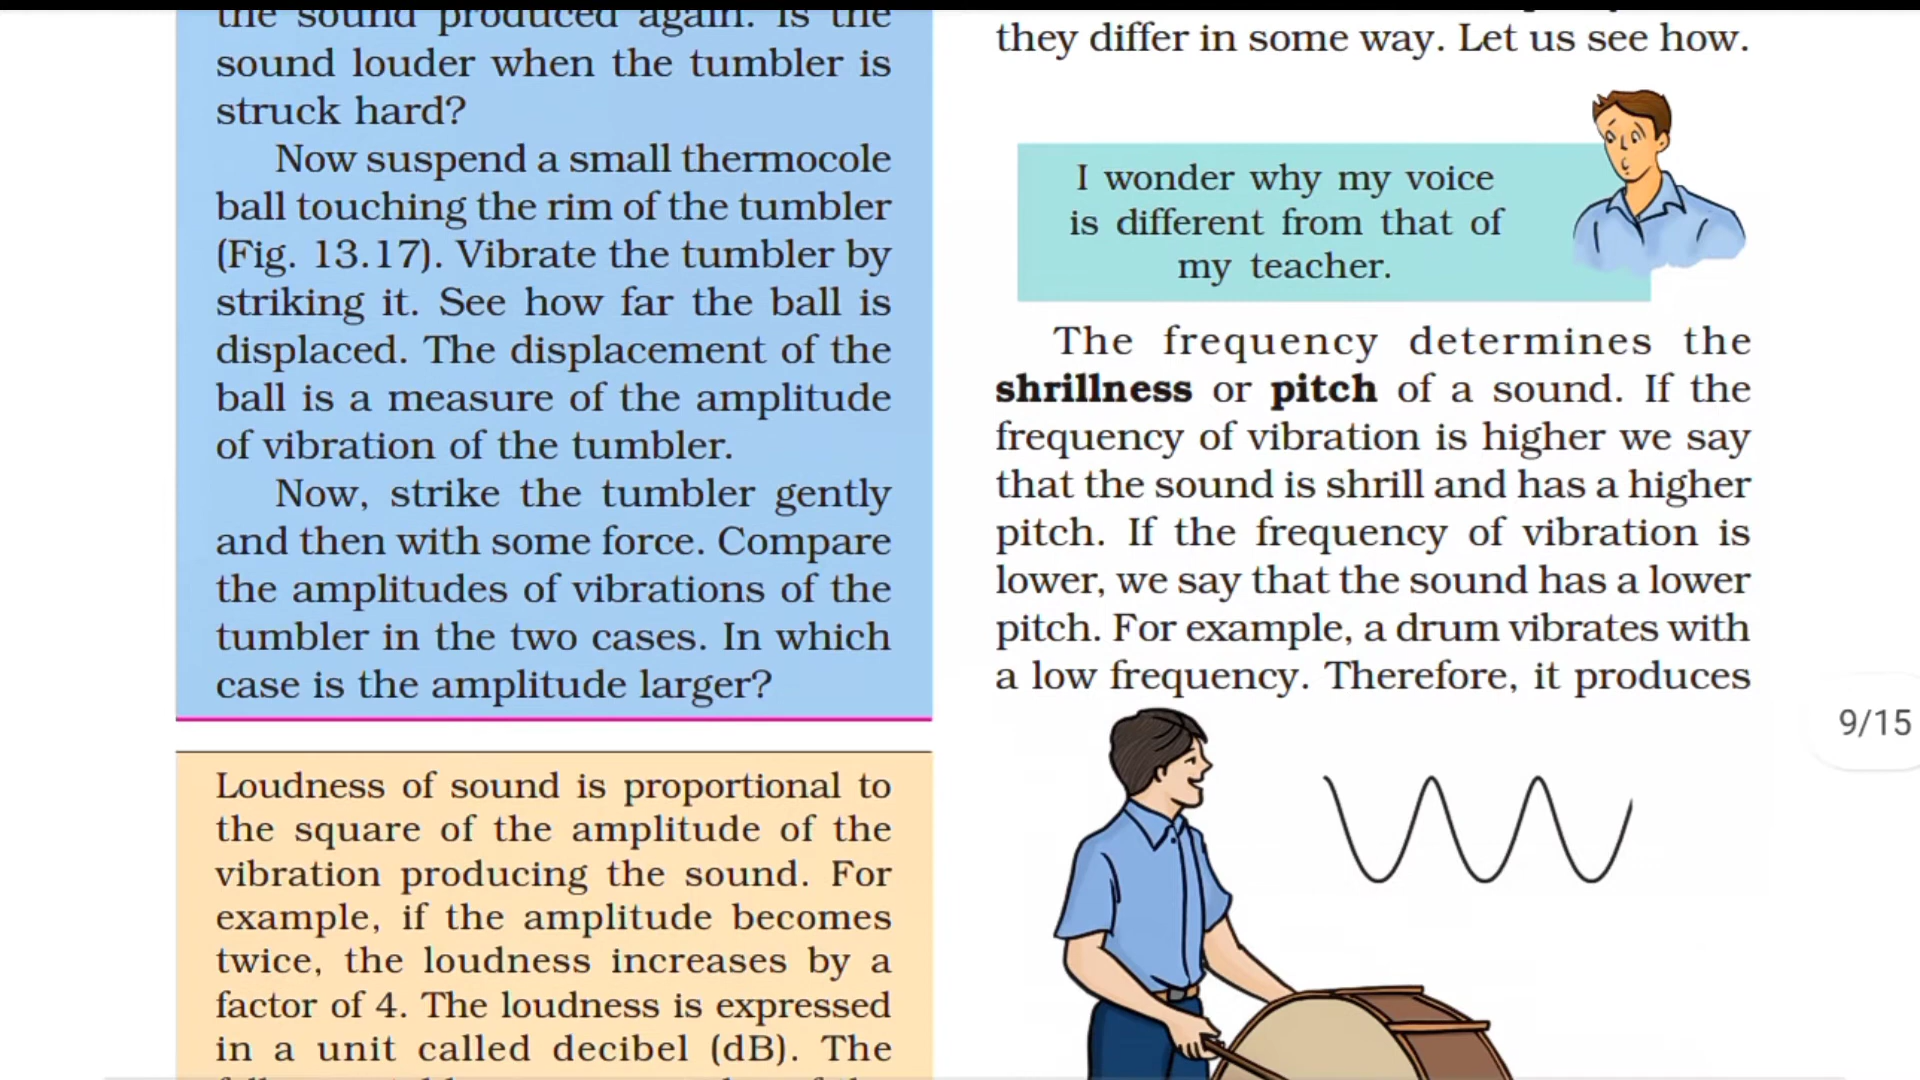 the sound produced again. Is the
sound louder when the tumbler is
struck hard?
Now suspend a small thermocole
ball touching the rim of the tumbler
(Fig. 13.17). Vibrate the tumbler by
striking it. See how far the ball is
displaced. The displacement of the
ball is a measure of the amplitude
of vibration of the tumbler.
Now, strike the tumbler gently
and then with some force. Compare
the amplitudes of vibrations of the
tumbler in the two cases. In which
case is the amplitude larger?
Loudness of sound is proportional to
the square of the amplitude of the
vibration producing the sound. For
example, if the amplitude becomes
twice, the loudness increases by a
factor of 4. The loudness is expressed
in a unit called decibel (dB). The
they differ in some way. Let us see how.
I wonder why my voice
is different from that of
my teacher.
The frequency determines the
shrillness or pitch of a sound. If the
frequency of vibration is higher we say
that the sound is shrill and has a higher
pitch. If the frequency of vibration is
lower, we say that the sound has a lower
pitch. For example, a drum vibrates with
a low frequency. Therefore, it produces
9/15